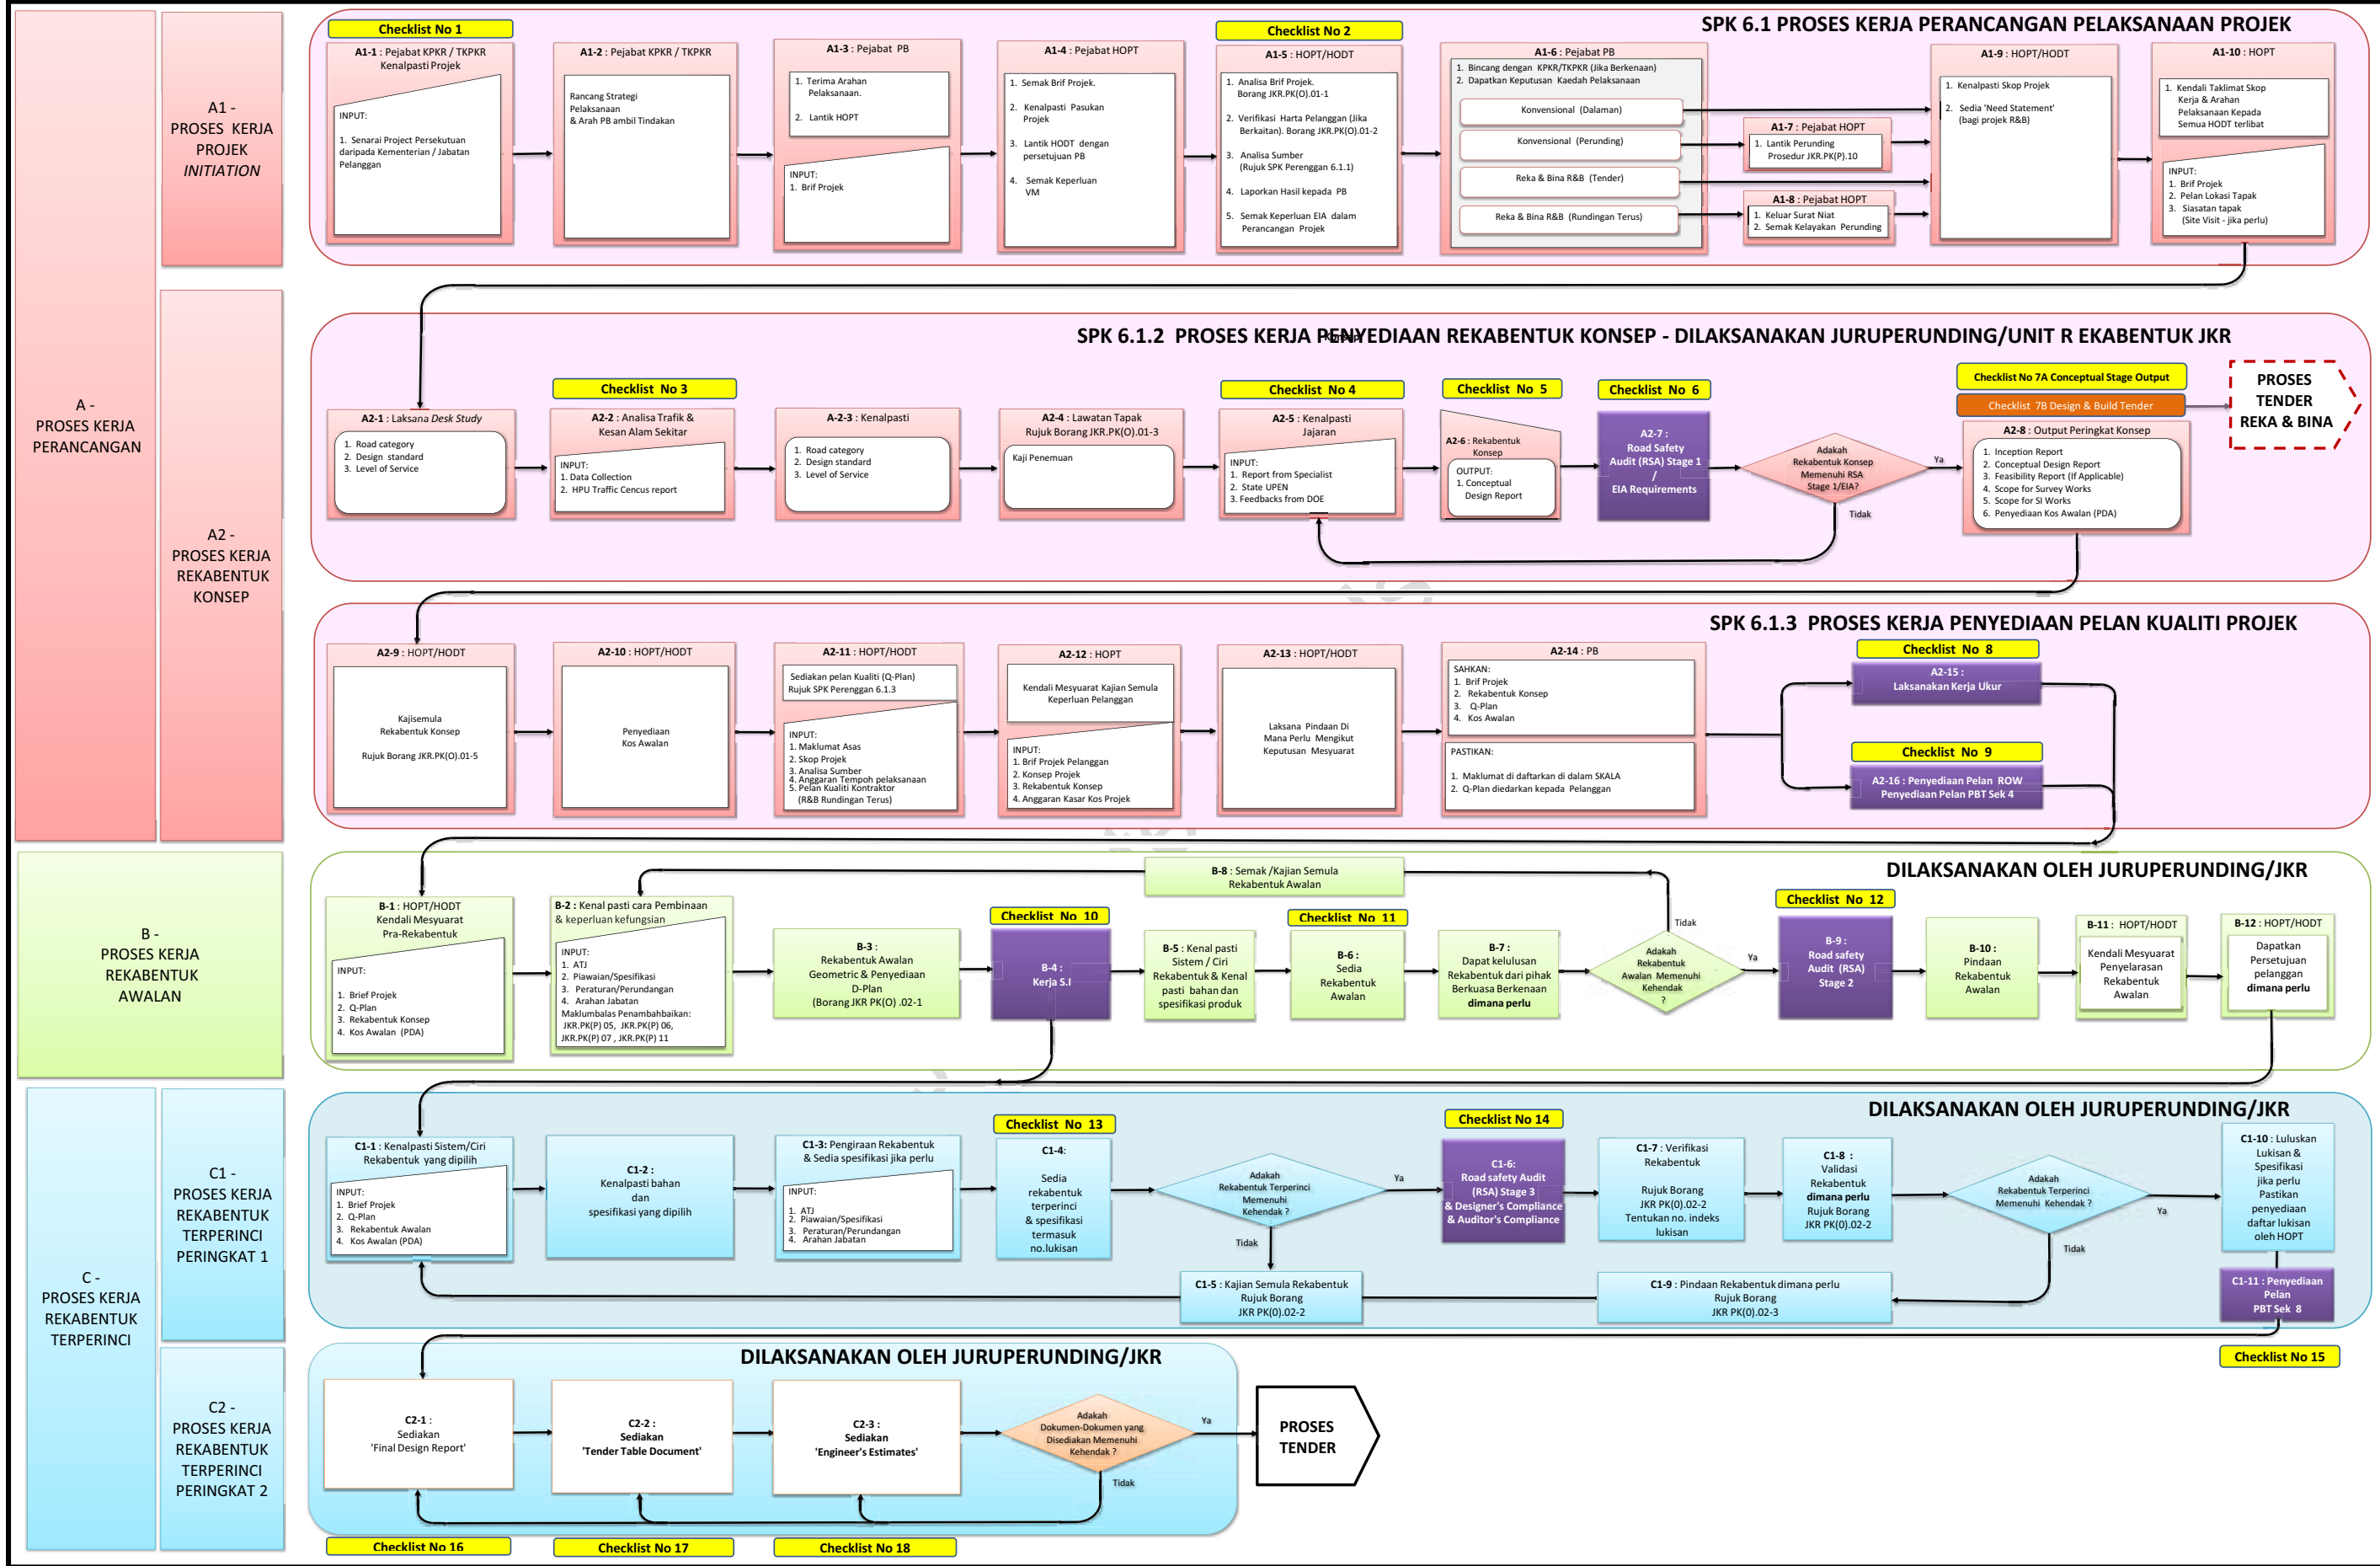 A -
PROSES KERJA
PERANCANGAN
A1 -
PROSES KERJA
PROJEK
INITIATION
SPK 6.1 PROSES KERJA PERANCANGAN PELAKSANAAN PROJEK
Checklist No 1
A1-1 : Pejabat KPKR / TKPKR
Kenalpasti Projek
INPUT:
1. Senarai Project Persekutuan
daripada Kementerian / Jabatan
Pelanggan
A1-2 : Pejabat KPKR / TKPKR
Rancang Strategi
Pelaksanaan
& Arah PB ambil Tindakan
A1-3 : Pejabat PB
1. Terima Arahan
Pelaksanaan.
2. Lantik HOPT
INPUT:
1. Brif Projek
A1-4 : Pejabat HOPT
1. Semak Brif Projek.
2. Kenalpasti Pasukan
Projek
3. Lantik HODT dengan
persetujuan PB
4. Semak Keperluan
VM
Checklist No 2
A1-5 : HOPT/HODT
1. Analisa Brif Projek.
Borang JKR.PK(O).01-1
2. Verifikasi Harta Pelanggan (Jika
Berkaitan). Borang JKR.PK(O).01-2
3. Analisa Sumber
(Rujuk SPK Perenggan 6.1.1)
4. Laporkan Hasil kepada PB
5. Semak Keperluan EIA dalam
Perancangan Projek
A1-6 : Pejabat PB
1. Bincang dengan KPKR/TKPKR (Jika Berkenaan)
2. Dapatkan Keputusan Kaedah Pelaksanaan
Konvensional (Dalaman)
Konvensional (Perunding)
Reka & Bina R&B (Tender)
Reka & Bina R&B (Rundingan Terus)
A1-7 : Pejabat HOPT
1. Lantik Perunding
Prosedur JKR.PK(P).10
A1-8 : Pejabat HOPT
1. Keluar Surat Niat
2. Semak Kelayakan Perunding
A1-9 : HOPT/HODT
1. Kenalpasti Skop Projek
2. Sedia 'Need Statement'
(bagi projek R&B)
A1-10 : HOPT
1. Kendali Taklimat Skop
Kerja & Arahan
Pelaksanaan Kepada
Semua HODT terlibat
INPUT:
1. Brif Projek
2. Pelan Lokasi Tapak
3. Siasatan tapak
(Site Visit - jika perlu)
A2 -
PROSES KERJA
REKABENTUK
KONSEP
SPK 6.1.2 PROSES KERJA PENYEDIAAN REKABENTUK KONSEP - DILAKSANAKAN JURUPERUNDING/UNIT R EKABENTUK JKR
A2-1 : Laksana Desk Study
1. Road category
2. Design standard
3. Level of Service
Checklist No 3
A2-2 : Analisa Trafik &
Kesan Alam Sekitar
INPUT:
1. Data Collection
2. HPU Traffic Cencus report
A-2-3 : Kenalpasti
1. Road category
2. Design standard
3. Level of Service
A2-4 : Lawatan Tapak
Rujuk Borang JKR.PK(O).01-3
Kaji Penemuan
Checklist No 4
A2-5 : Kenalpasti
Jajaran
INPUT:
1. Report from Specialist
2. State UPEN
3. Feedbacks from DOE
Checklist No 5
A2-6 : Rekabentuk
Konsep
OUTPUT:
1. Conceptual
Design Report
Checklist No 6
A2-7 :
Road Safety
Audit (RSA) Stage 1
/
EIA Requirements
Adakah
Rekabentuk Konsep
Memenuhi RSA
Stage 1/EIA?
Ya
Tidak
Checklist No 7A Conceptual Stage Output
Checklist 7B Design & Build Tender
A2-8 : Output Peringkat Konsep
1. Inception Report
2. Conceptual Design Report
3. Feasibility Report (If Applicable)
4. Scope for Survey Works
5. Scope for SI Works
6. Penyediaan Kos Awalan (PDA)
PROSES
TENDER
REKA & BINA
SPK 6.1.3 PROSES KERJA PENYEDIAAN PELAN KUALITI PROJEK
A2-9 : HOPT/HODT
Kajisemula
Rekabentuk Konsep
Rujuk Borang JKR.PK(O).01-5
A2-10 : HOPT/HODT
Penyediaan
Kos Awalan
A2-11 : HOPT/HODT
Sediakan pelan Kualiti (Q-Plan)
Rujuk SPK Perenggan 6.1.3
INPUT:
1. Maklumat Asas
2. Skop Projek
3. Analisa Sumber
4. Anggaran Tempoh pelaksanaan
5. Pelan Kualiti Kontraktor
(R&B Rundingan Terus)
A2-12 : HOPT
Kendali Mesyuarat Kajian Semula
Keperluan Pelanggan
INPUT:
1. Brif Projek Pelanggan
2. Konsep Projek
3. Rekabentuk Konsep
4. Anggaran Kasar Kos Projek
A2-13 : HOPT/HODT
Laksana Pindaan Di
Mana Perlu Mengikut
Keputusan Mesyuarat
A2-14 : PB
SAHKAN:
1. Brif Projek
2. Rekabentuk Konsep
3. Q-Plan
4. Kos Awalan
PASTIKAN:
1. Maklumat di daftarkan di dalam SKALA
2. Q-Plan diedarkan kepada Pelanggan
Checklist No 8
A2-15 :
Laksanakan Kerja Ukur
Checklist No 9
A2-16 : Penyediaan Pelan ROW
Penyediaan Pelan PBT Sek 4
B -
PROSES KERJA
REKABENTUK
AWALAN
DILAKSANAKAN OLEH JURUPERUNDING/JKR
B-8 : Semak /Kajian Semula
Rekabentuk Awalan
B-1 : HOPT/HODT
Kendali Mesyuarat
Pra-Rekabentuk
INPUT:
1. Brief Projek
2. Q-Plan
3. Rekabentuk Konsep
4. Kos Awalan (PDA)
B-2 : Kenal pasti cara Pembinaan
& keperluan kefungsian
INPUT:
1. ATJ
2. Piawaian/Spesifikasi
3. Peraturan/Perundangan
4. Arahan Jabatan
Maklumbalas Penambahbaikan:
JKR.PK(P) 05, JKR.PK(P) 06,
JKR.PK(P) 07 , JKR.PK(P) 11
B-3 :
Rekabentuk Awalan
Geometric & Penyediaan
D-Plan
(Borang JKR PK(O) .02-1
Checklist No 10
B-4 :
Kerja S.I
B-5 : Kenal pasti
Sistem / Ciri
Rekabentuk & Kenal
pasti bahan dan
spesifikasi produk
Checklist No 11
B-6 :
Sedia
Rekabentuk
Awalan
B-7 :
Dapat kelulusan
Rekabentuk dari pihak
Berkuasa Berkenaan
dimana perlu
Adakah
Rekabentuk
Awalan Memenuhi
Kehendak
?
Tidak
Ya
Checklist No 12
B-9 :
Road safety
Audit (RSA)
Stage 2
B-10 :
Pindaan
Rekabentuk
Awalan
B-11 : HOPT/HODT
Kendali Mesyuarat
Penyelarasan
Rekabentuk
Awalan
B-12 : HOPT/HODT
Dapatkan
Persetujuan
pelanggan
dimana perlu
C -
PROSES KERJA
REKABENTUK
TERPERINCI
C1 -
PROSES KERJA
REKABENTUK
TERPERINCI
PERINGKAT 1
DILAKSANAKAN OLEH JURUPERUNDING/JKR
C1-1 : Kenalpasti Sistem/Ciri
Rekabentuk yang dipilih
INPUT:
1. Brief Projek
2. Q-Plan
3. Rekabentuk Awalan
4. Kos Awalan (PDA)
C1-2 :
Kenalpasti bahan
dan
spesifikasi yang dipilih
C1-3: Pengiraan Rekabentuk
& Sedia spesifikasi jika perlu
INPUT:
1. ATJ
2. Piawaian/Spesifikasi
3. Peraturan/Perundangan
4. Arahan Jabatan
Checklist No 13
C1-4:
Sedia
rekabentuk
terperinci
& spesifikasi
termasuk
no.lukisan
Adakah
Rekabentuk Terperinci
Memenuhi
Kehendak ?
Ya
Tidak
C1-5 : Kajian Semula Rekabentuk
Rujuk Borang
JKR PK(0).02-2
Checklist No 14
C1-6:
Road safety Audit
(RSA) Stage 3
& Designer's Compliance
& Auditor's Compliance
C1-7 : Verifikasi
Rekabentuk
Rujuk Borang
JKR PK(0).02-2
Tentukan no. indeks
lukisan
C1-8 :
Validasi
Rekabentuk
dimana perlu
Rujuk Borang
JKR PK(0).02-2
Adakah
Rekabentuk Terperinci
Memenuhi Kehendak ?
Ya
Tidak
C1-9 : Pindaan Rekabentuk dimana perlu
Rujuk Borang
JKR PK(0).02-3
C1-10 : Luluskan
Lukisan &
Spesifikasi
jika perlu
Pastikan
penyediaan
daftar lukisan
oleh HOPT
C1-11 : Penyediaan
Pelan
PBT Sek 8
Checklist No 15
C2 -
PROSES KERJA
REKABENTUK
TERPERINCI
PERINGKAT 2
DILAKSANAKAN OLEH JURUPERUNDING/JKR
C2-1 :
Sediakan
'Final Design Report'
C2-2 :
Sediakan
'Tender Table Document'
C2-3 :
Sediakan
'Engineer's Estimates'
Adakah
Dokumen-Dokumen yang
Disediakan Memenuhi
Kehendak ?
Ya
Tidak
PROSES
TENDER
Checklist No 16
Checklist No 17
Checklist No 18